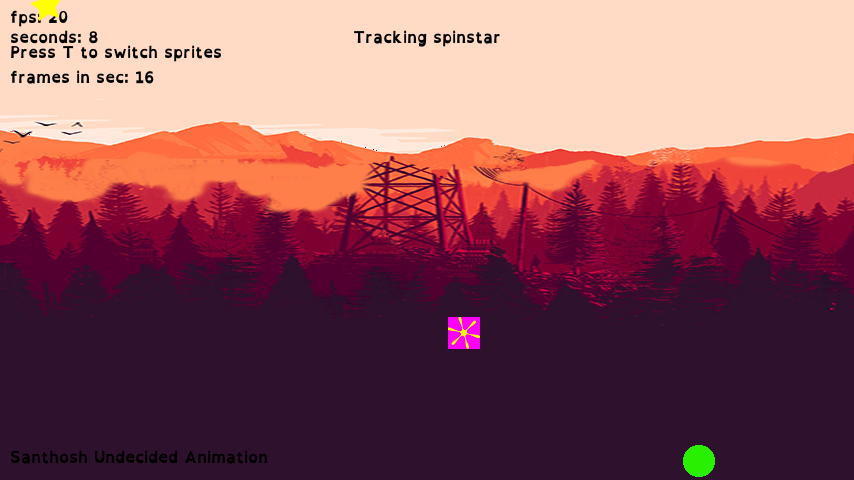 fps: 20
seconds: 8
Tracking spinstar
Press T to switch sprites
frames in sec: 16
Santhosh Undecided Animation